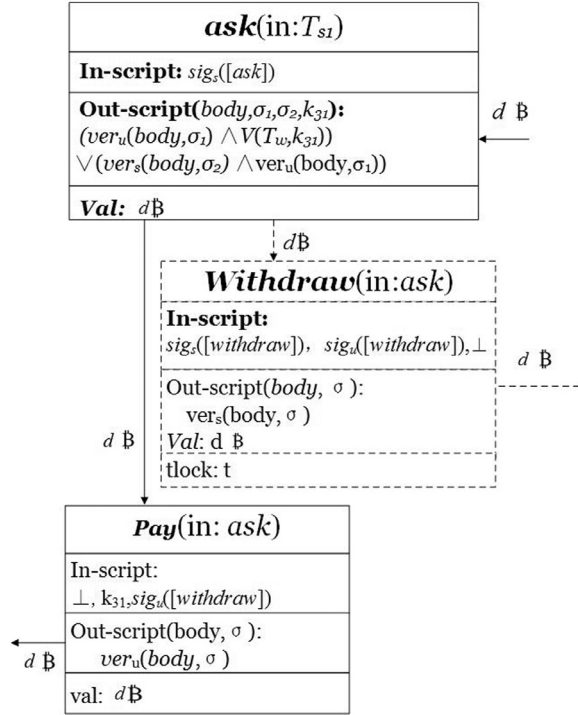 ask(in:Tₛ₁)
In-script: sigₛ([ask])
Out-script(body,σ₁,σ₂,k₃₁):
(verᵤ(body,σ₁) ∧V(T_w,k₃₁))
∨(verₛ(body,σ₂) ∧verᵤ(body,σ₁))
d ₿
Val: d₿
d₿
Withdraw(in:ask)
In-script:
sigₛ([withdraw]), sigᵤ([withdraw]),⊥
d ₿
Out-script(body, σ):
verₛ(body,σ)
Val: d ₿
tlock: t
d ₿
Pay(in: ask)
In-script:
⊥, k₃₁,sigᵤ([withdraw])
Out-script(body, σ):
verᵤ(body,σ)
d ₿
val: d₿